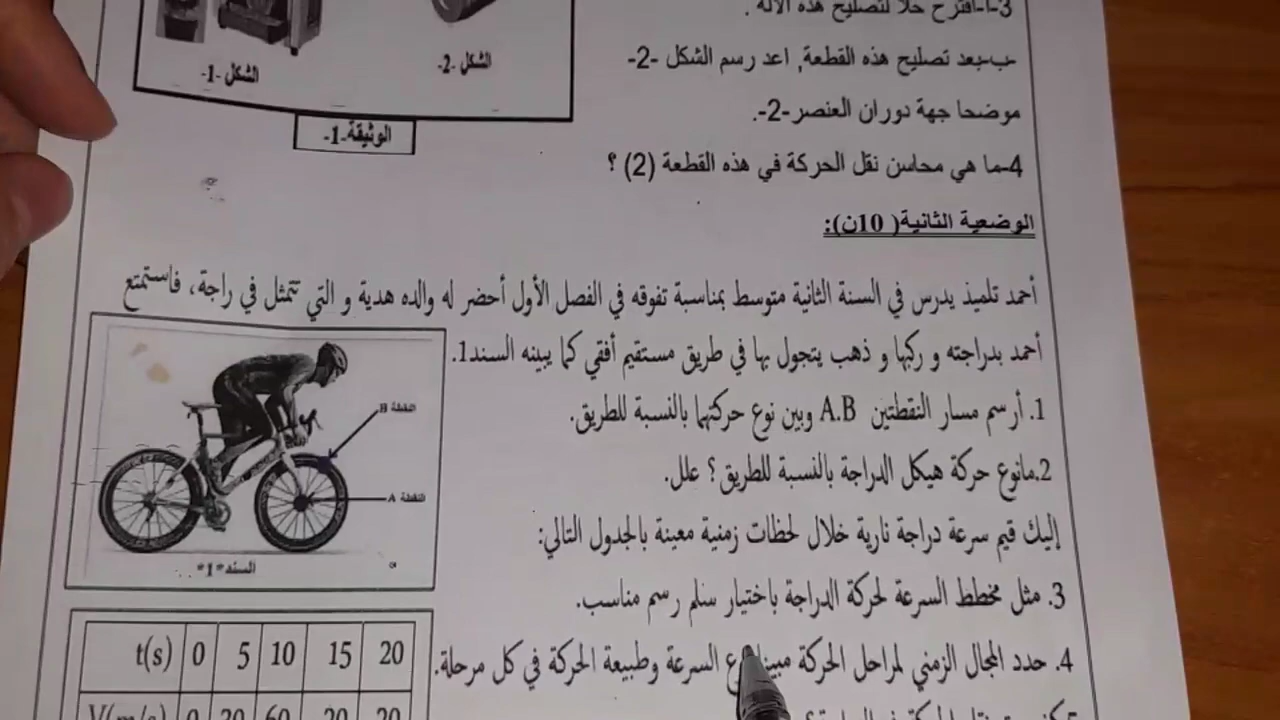 3-ا-اقترح حلا لتصليح هذه الآلة .
-ب-بعد تصليح هذه القطعة, اعد رسم الشكل -2-
موضحا جهة دوران العنصر-2-.
4-ما هي محاسن نقل الحركة في هذه القطعة (2) ؟
الشكل -2-
الشكل -1-
الوثيقة-1-
الوضعية الثانية( 10ن):
أحمد تلميذ يدرس في السنة الثانية متوسط بمناسبة تفوقه في الفصل الأول أحضر له والده هدية و التي تتمثل في راجة، فاستمتع
أحمد بدراجته و ركبها و ذهب يتجول بها في طريق مستقيم أفقي كما يبينه السند1.
1. أرسم مسار النقطتين A.B وبين نوع حركتهما بالنسبة للطريق.
2.مانوع حركة هيكل الدراجة بالنسبة للطريق؟ علل.
إليك قيم سرعة دراجة نارية خلال لحظات زمنية معينة بالجدول التالي:
3. مثل مخطط السرعة لحركة الدراجة باختيار سلم رسم مناسب.
4. حدد المجال الزمني لمراحل الحركة السرعة وطبيعة الحركة في كل مرحلة.
النقطة B
النقطة A
السند*1*
t(s) 0 5 10 15 20
V(m/s) 0 20 60 20 20